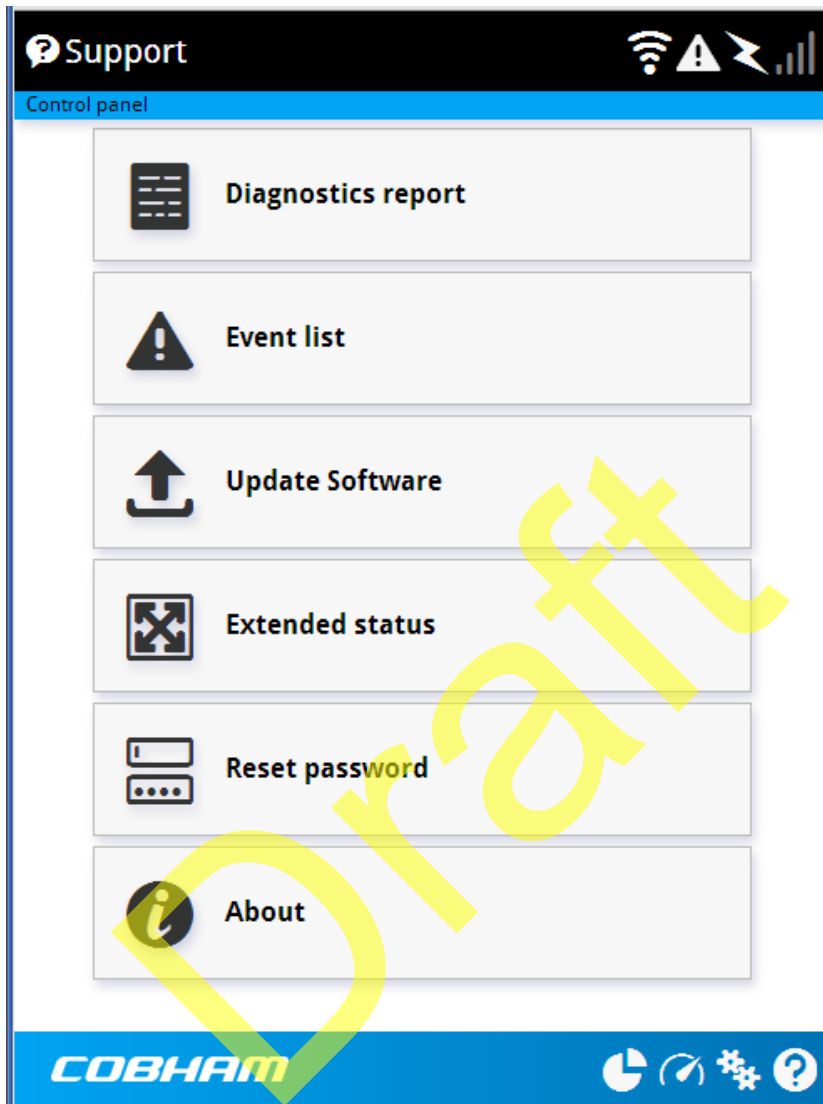 Support
Control panel
Diagnostics report
Event list
Update Software
Extended status
Reset password
About
Draft
COBHAM